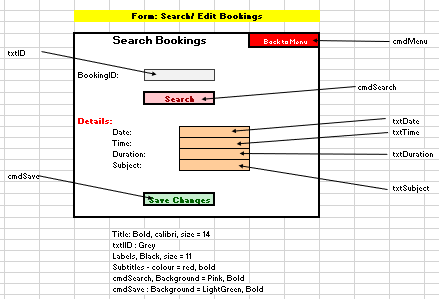 Form: Search/ Edit Bookings
Search Bookings
Back to Menu
cmdMenu
txtID
BookingID:
cmdSearch
Search
Details:
Date:
txtDate
Time:
txtTime
Duration:
txtDuration
Subject:
cmdSave
txtSubject
Save Changes
Title: Bold, calibri, size = 14
txtID : Grey
Labels, Black, size = 11
Subtitles - colour = red, bold
cmdSearch, Background = Pink, Bold
cmdSave : Background = LightGreen, Bold